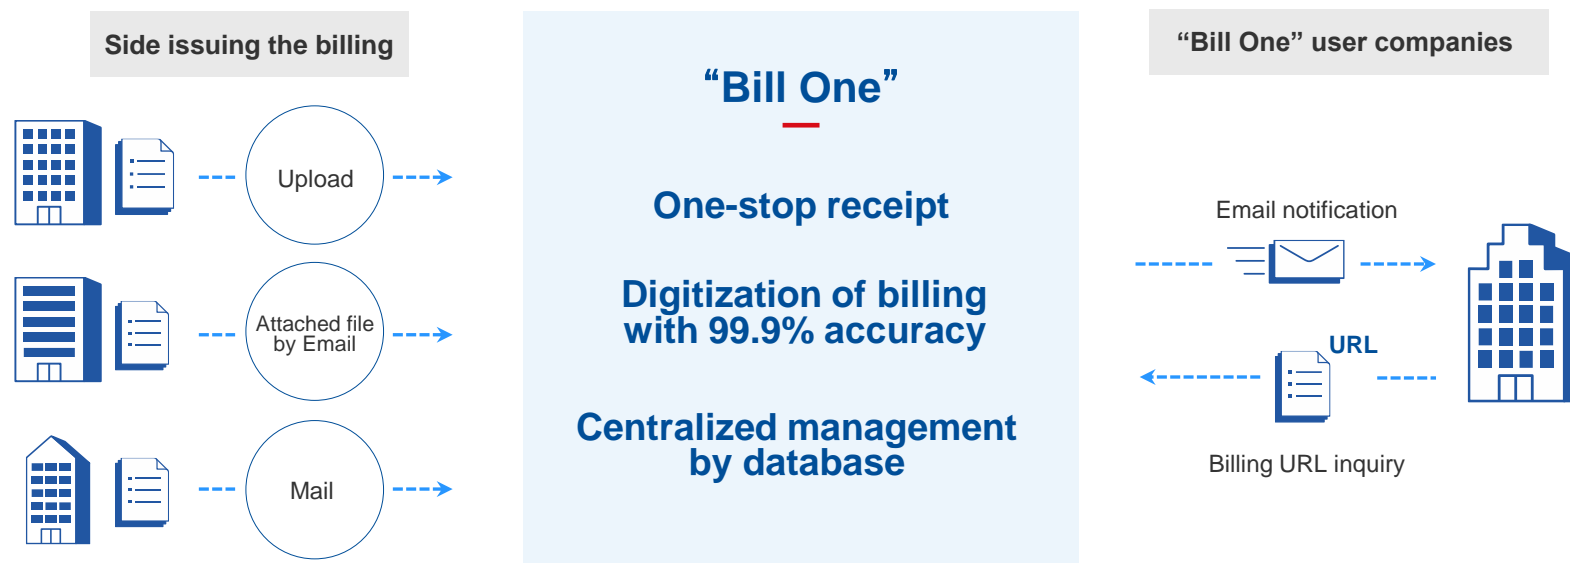 Side issuing the billing
Upload
Attached file
by Email
Mail
“Bill One”
One-stop receipt
Digitization of billing
with 99.9% accuracy
Centralized management
by database
“Bill One” user companies
Email notification
URL
Billing URL inquiry